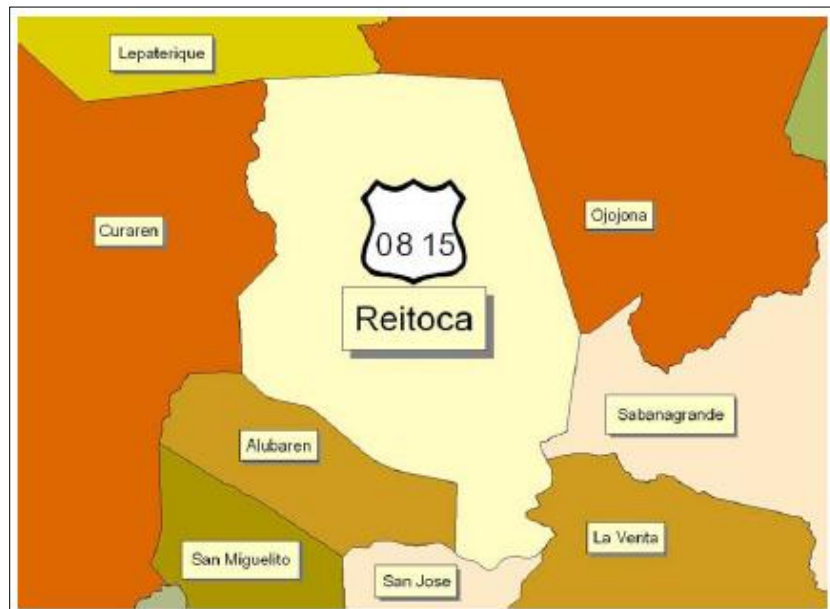 Lepaterique
Curaren
Ojojona
08 15
Reitoca
Sabanagrande
Alubaren
La Venta
San Miguelito
San Jose